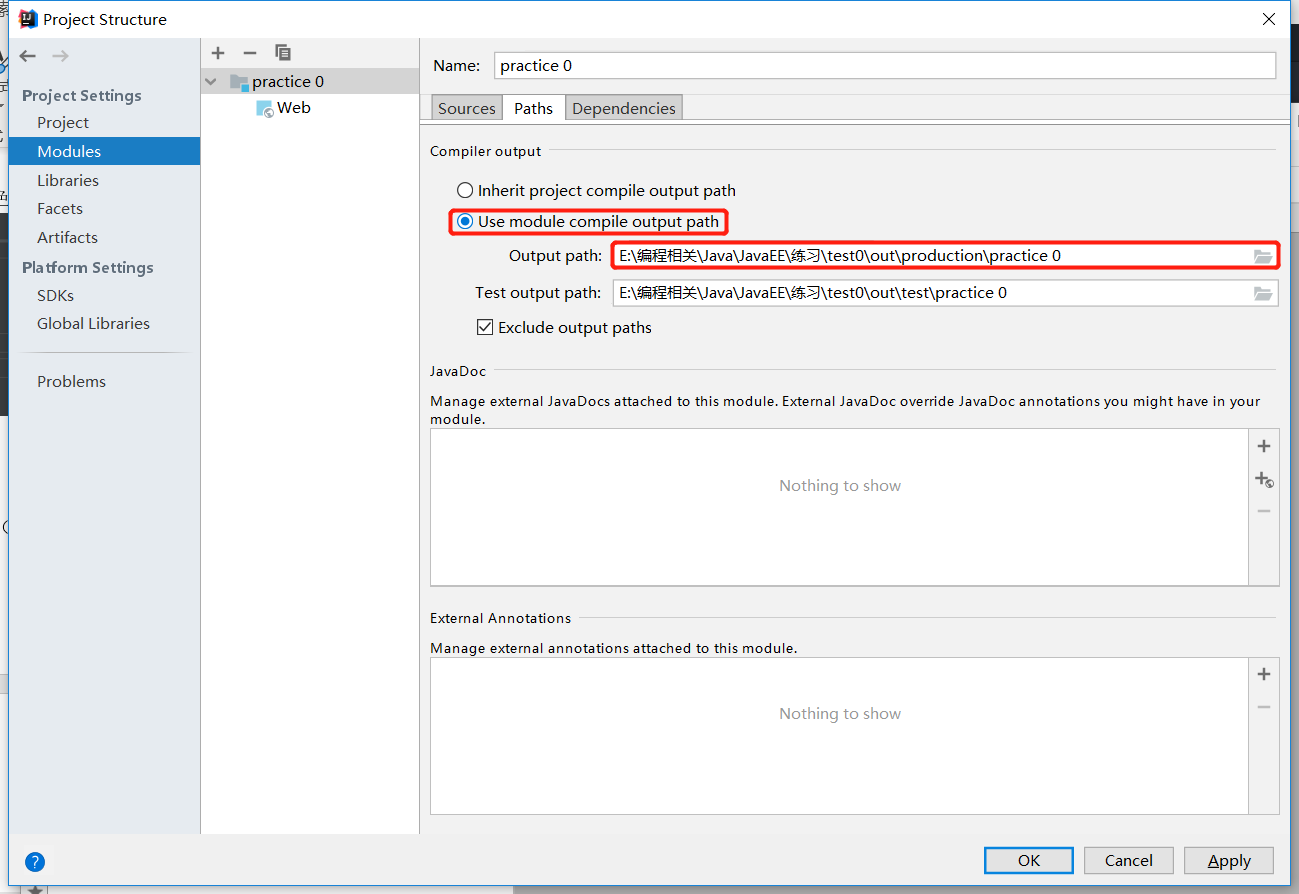 Project Structure
Project Settings
Project
Modules
Libraries
Facets
Artifacts
Platform Settings
SDKs
Global Libraries
Problems
practice 0
Web
Name: practice 0
Sources Paths Dependencies
Compiler output
Inherit project compile output path
Use module compile output path
Output path: E:\编程相关\Java\JavaEE\练习\test0\out\production\practice 0
Test output path: E:\编程相关\Java\JavaEE\练习\test0\out\test\practice 0
Exclude output paths
JavaDoc
Manage external JavaDocs attached to this module. External JavaDoc override JavaDoc annotations you might have in your
module.
Nothing to show
External Annotations
Manage external annotations attached to this module.
Nothing to show
?
OK Cancel Apply